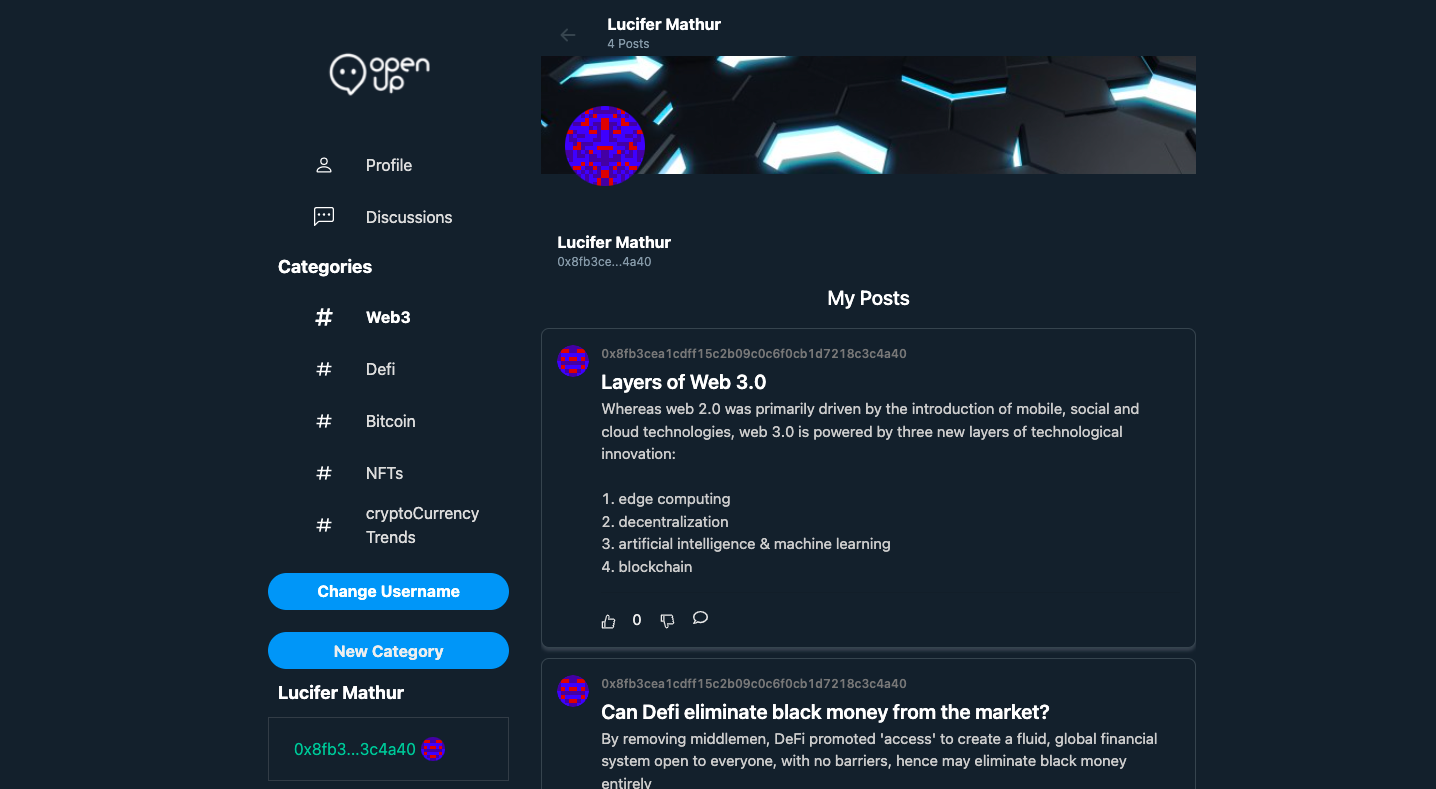 open
up
Profile
Discussions
Categories
# Web3
# Defi
# Bitcoin
# NFTs
# cryptoCurrency
Trends
Change Username
New Category
Lucifer Mathur
0x8fb3...3c4a40
Lucifer Mathur
4 Posts
Lucifer Mathur
0x8fb3ce...4a40
My Posts
0x8fb3cea1cdff15c2b09c0c6f0cb1d7218c3c4a40
Layers of Web 3.0
Whereas web 2.0 was primarily driven by the introduction of mobile, social and
cloud technologies, web 3.0 is powered by three new layers of technological
innovation:
1. edge computing
2. decentralization
3. artificial intelligence & machine learning
4. blockchain
0
0x8fb3cea1cdff15c2b09c0c6f0cb1d7218c3c4a40
Can Defi eliminate black money from the market?
By removing middlemen, DeFi promoted 'access' to create a fluid, global financial
system open to everyone, with no barriers, hence may eliminate black money
entirely